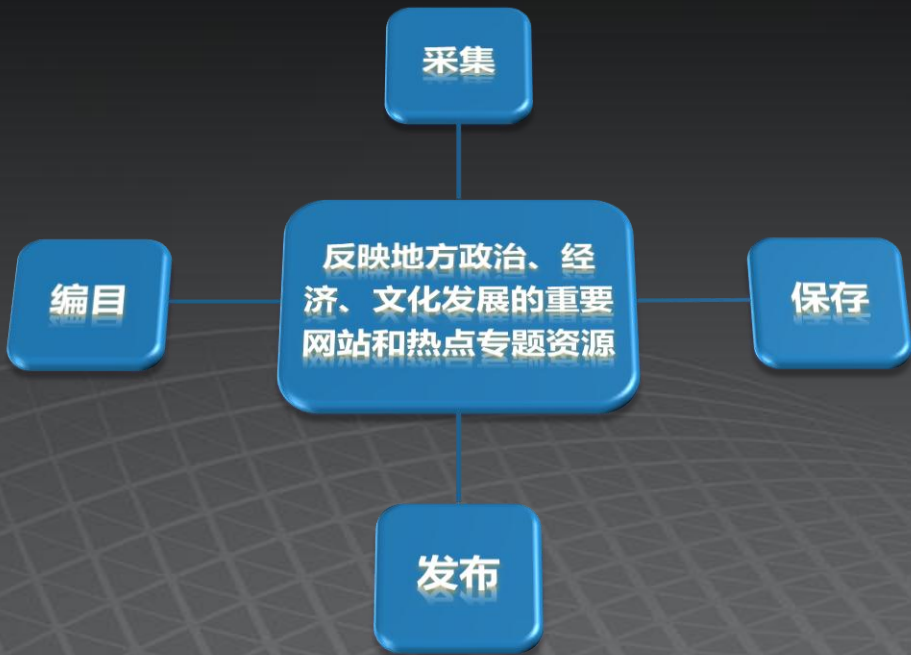 采集
反映地方政治、经
济、文化发展的重要
网站和热点专题资源
编目
保存
发布